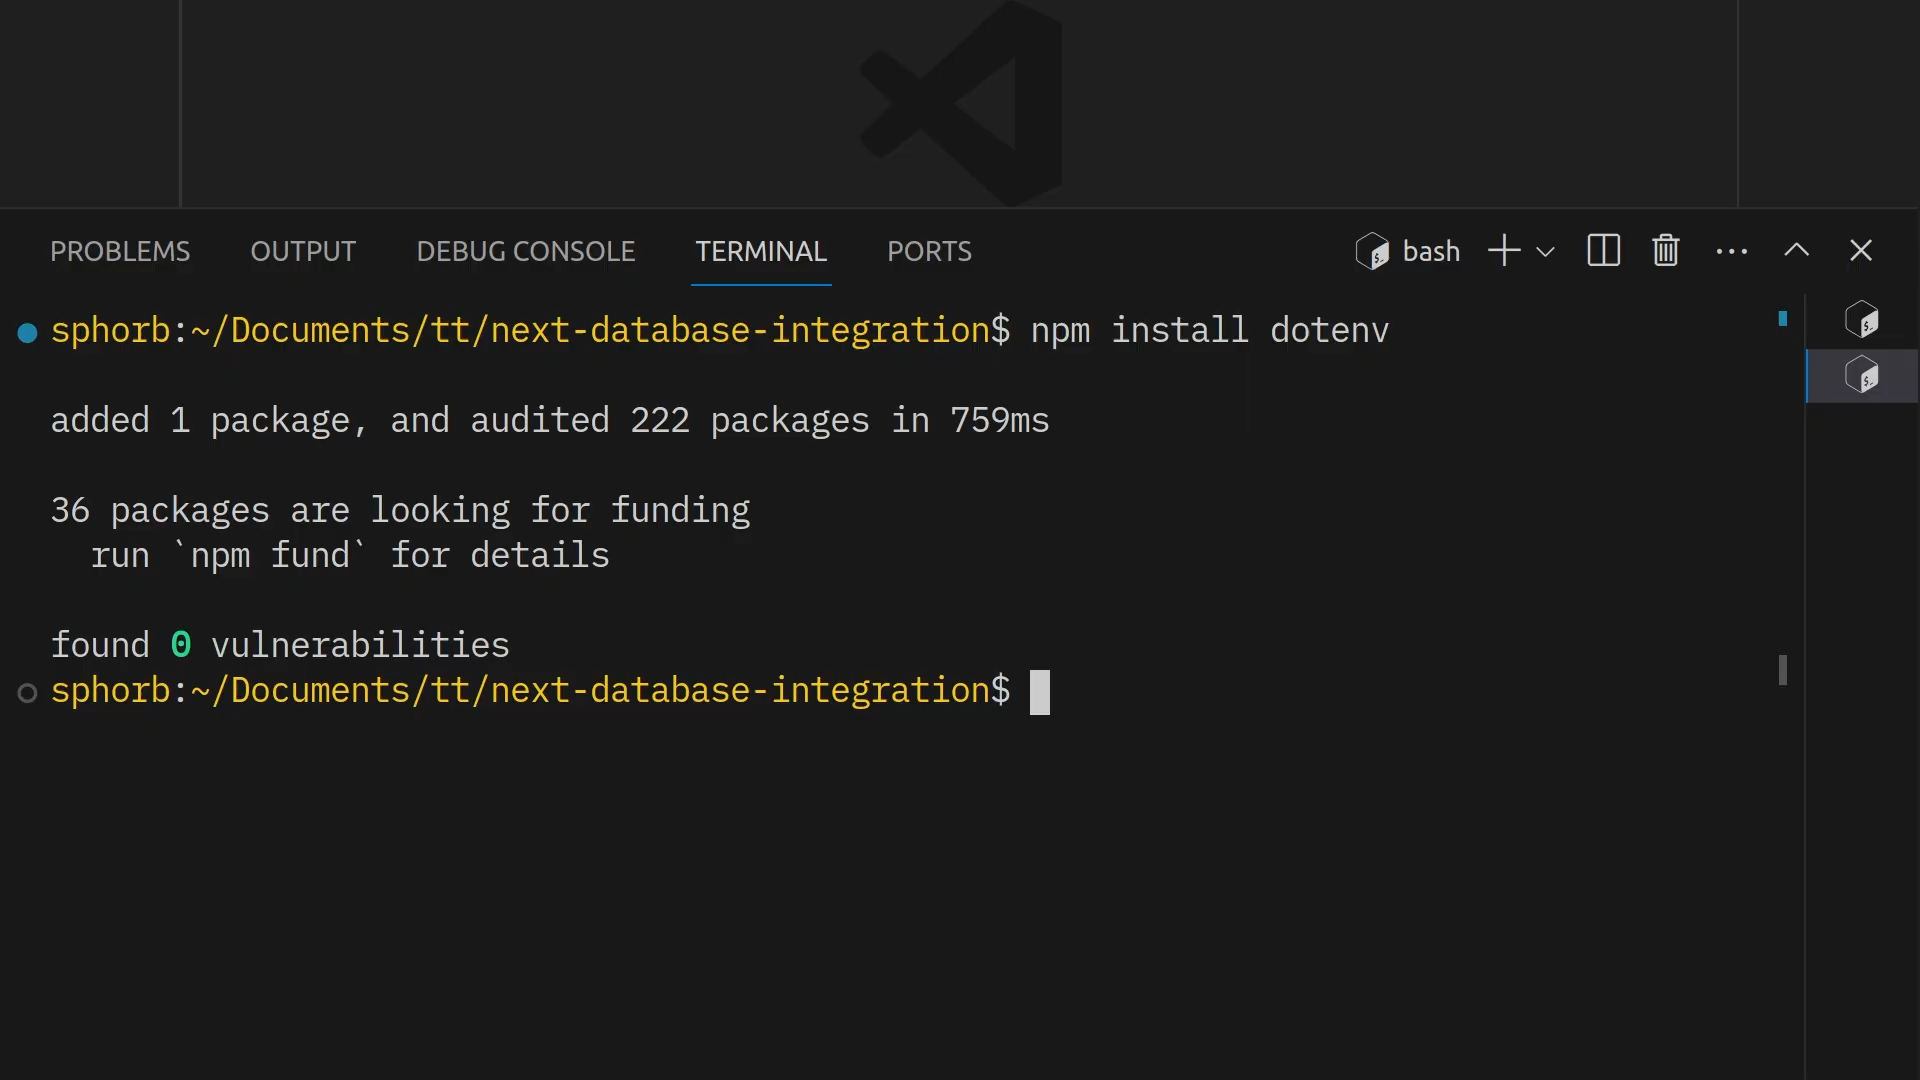 PROBLEMS OUTPUT DEBUG CONSOLE TERMINAL PORTS bash
sphorb:~/Documents/tt/next-database-integration$ npm install dotenv
added 1 package, and audited 222 packages in 759ms
36 packages are looking for funding
run `npm fund` for details
found 0 vulnerabilities
sphorb:~/Documents/tt/next-database-integration$